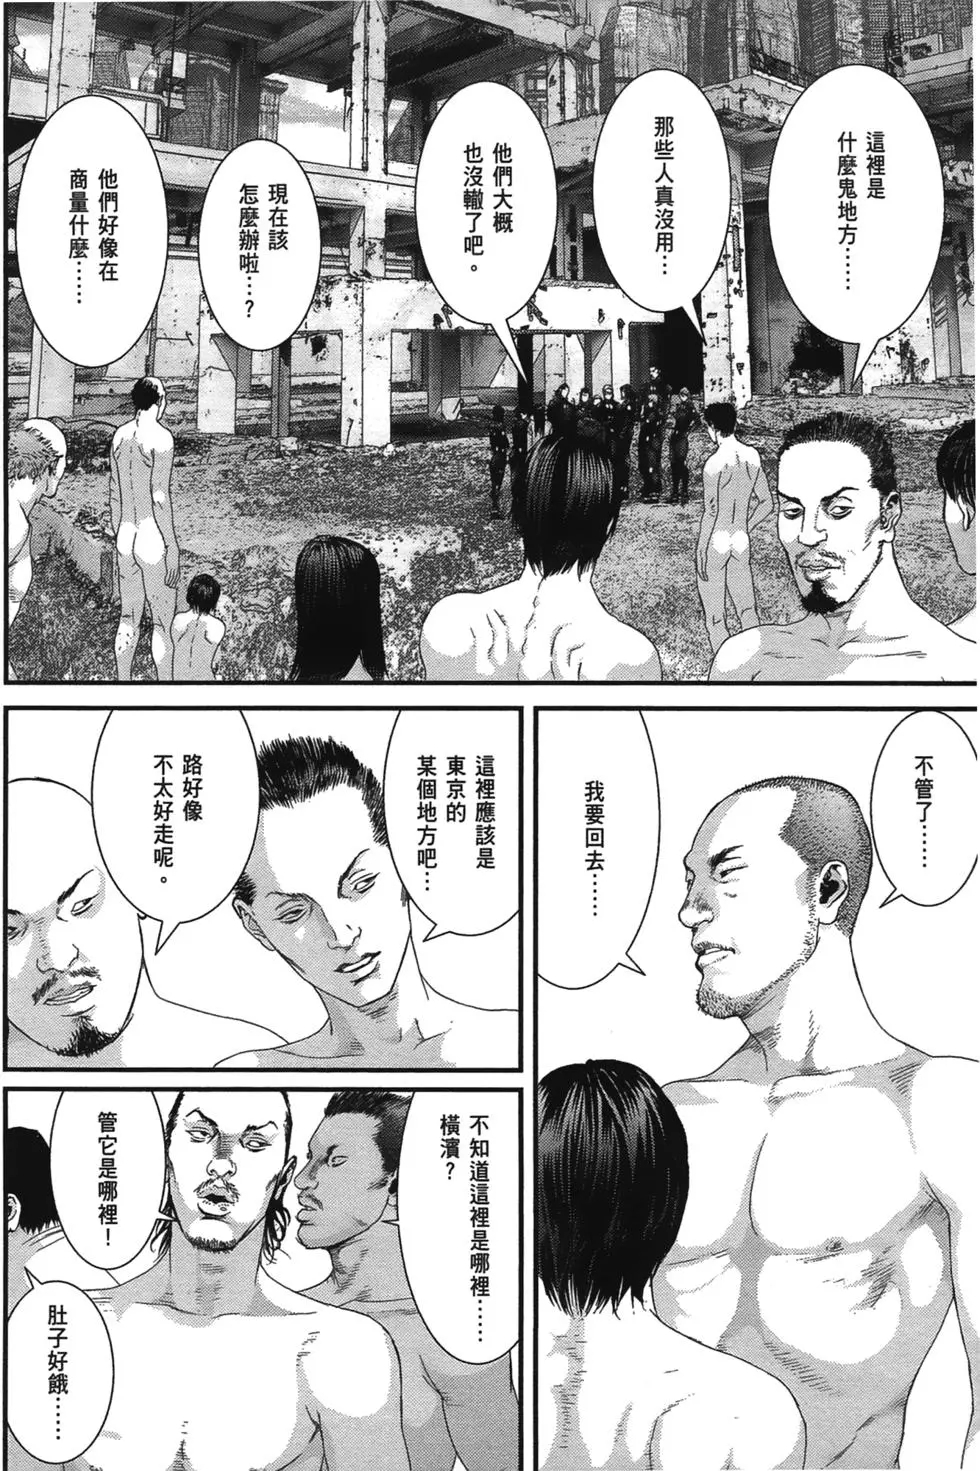 這裡是
什麼鬼地方……
那些人真沒用…
他們大概
也沒轍了吧。
現在該
怎麼辦啦…?
他們好像在
商量什麼……
不管了……
我要回去……
這裡應該是
東京的
某個地方吧…
路好像
不太好走呢。
不知道這裡是哪裡……
橫濱?
管它是哪裡!
肚子好餓……